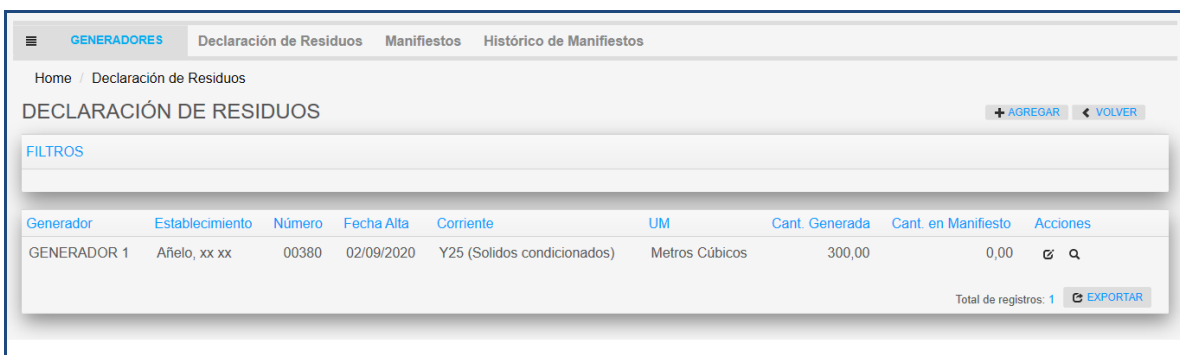 GENERADORES Declaración de Residuos Manifiestos Histórico de Manifiestos
Home / Declaración de Residuos
DECLARACIÓN DE RESIDUOS AGREGAR VOLVER
FILTROS
Generador Establecimiento Número Fecha Alta Corriente UM Cant. Generada Cant. en Manifiesto Acciones
GENERADOR 1 Añelo, xx xx 00380 02/09/2020 Y25 (Solidos condicionados) Metros Cúbicos 300,00 0,00
Total de registros: 1 EXPORTAR